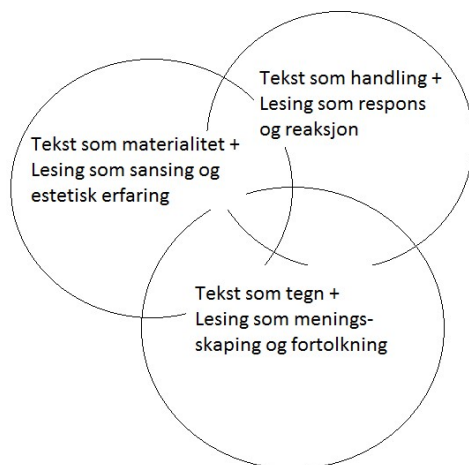 Tekst som handling +
Lesing som respons
og reaksjon
Tekst som materialitet +
Lesing som sansing og
estetisk erfaring
Tekst som tegn +
Lesing som menings-
skaping og fortolkning